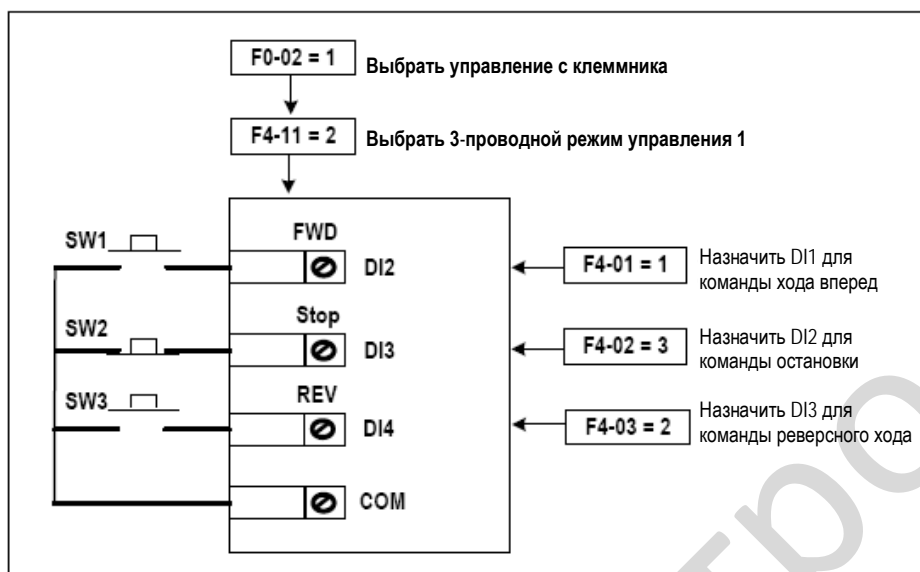 F0-02 = 1
Выбрать управление с клеммника
F4-11 = 2
Выбрать 3-проводной режим управления 1
SW1
FWD
DI2
F4-01 = 1
Назначить DI1 для
команды хода вперед
SW2
Stop
DI3
F4-02 = 3
Назначить DI2 для
команды остановки
SW3
REV
DI4
F4-03 = 2
Назначить DI3 для
команды реверсного хода
COM
тро